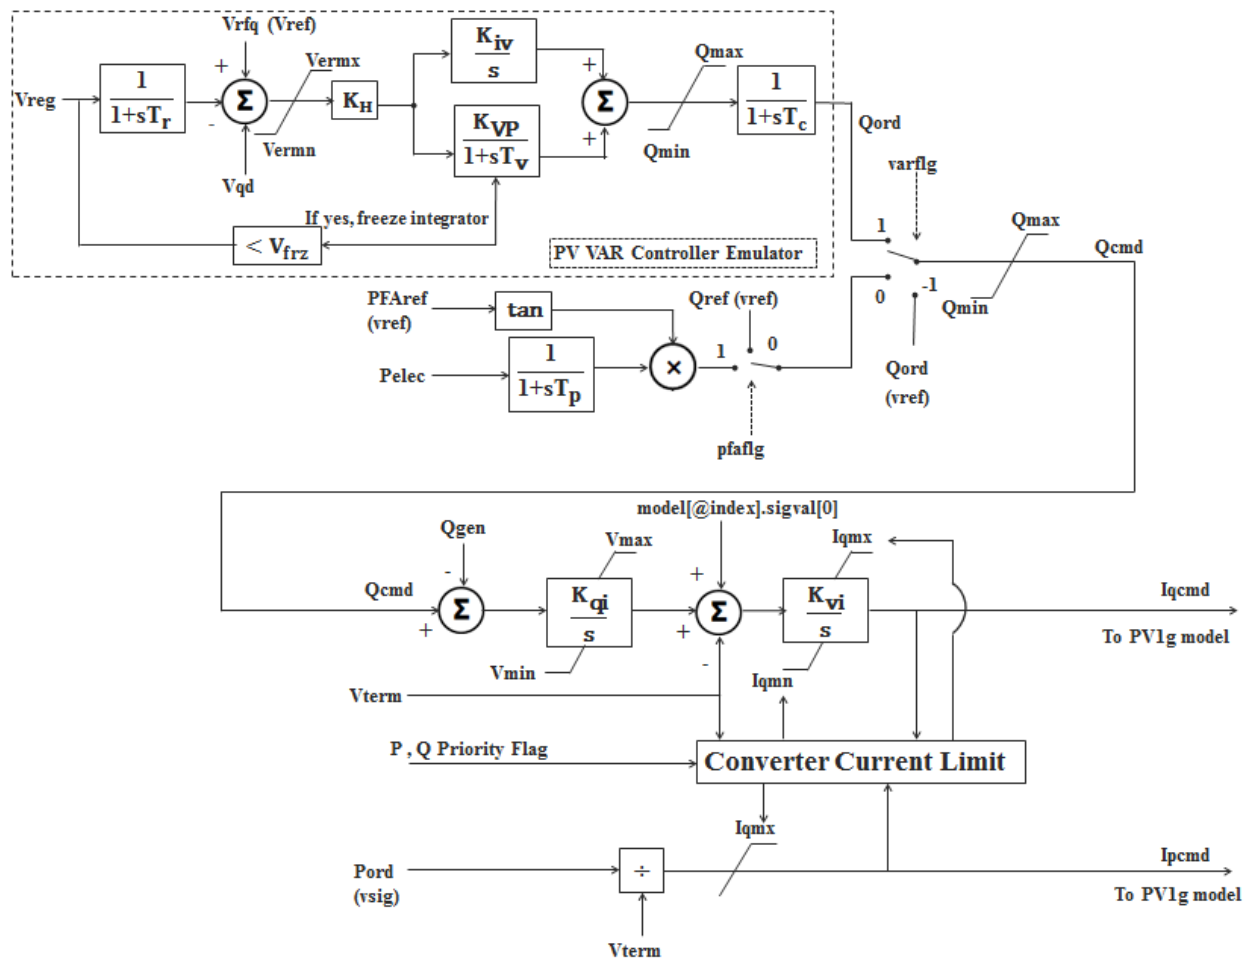 Vrfq (Vref)
Vreg
1
1+sTr
+
-
Σ
Vqd
Vermx
Vermn
KH
Kiv
s
KVP
1+sTv
+
+
Σ
Qmax
Qmin
1
1+sTc
Qord
If yes, freeze integrator
< Vfrz
PV VAR Controller Emulator
varflg
1
0
-1
Qmax
Qmin
Qcmd
Qord
(vref)
PFAref
(vref)
tan
Pelec
1
1+sTp
×
Qref (vref)
1
0
pfaflg
model[@index].sigval[0]
Qgen
-
Qcmd
+
Σ
Vmax
Kqi
s
Vmin
+
+
-
Σ
Iqmx
Kvi
s
Iqmn
Iqcmd
To PV1g model
Vterm
P , Q Priority Flag
Converter Current Limit
Iqmx
Pord
(vsig)
÷
Vterm
Ipcmd
To PV1g model